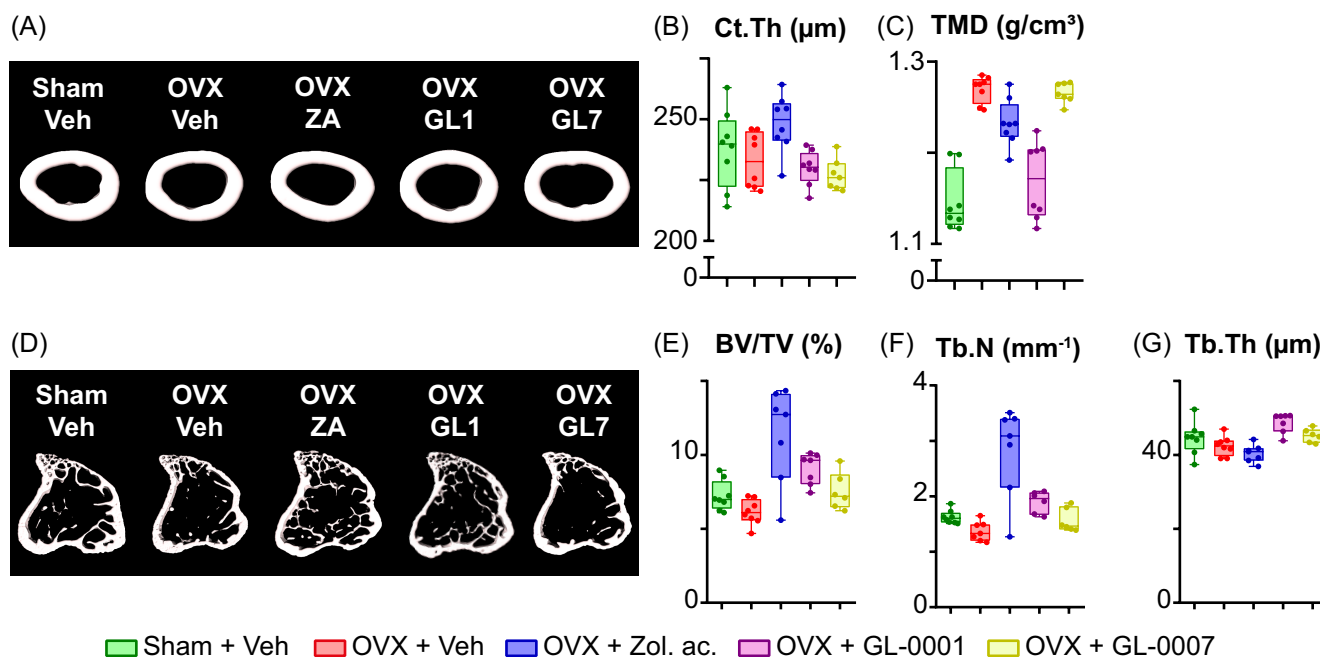 (A)
Sham OVX OVX OVX OVX
Veh Veh ZA GL1 GL7
(B) Ct.Th (µm)
250
200
0
(C) TMD (g/cm³)
1.3
1.1
0
(D)
Sham OVX OVX OVX OVX
Veh Veh ZA GL1 GL7
(E) BV/TV (%)
10
0
(F) Tb.N (mm⁻¹)
4
2
0
(G) Tb.Th (µm)
40
0
Sham + Veh OVX + Veh OVX + Zol. ac. OVX + GL-0001 OVX + GL-0007